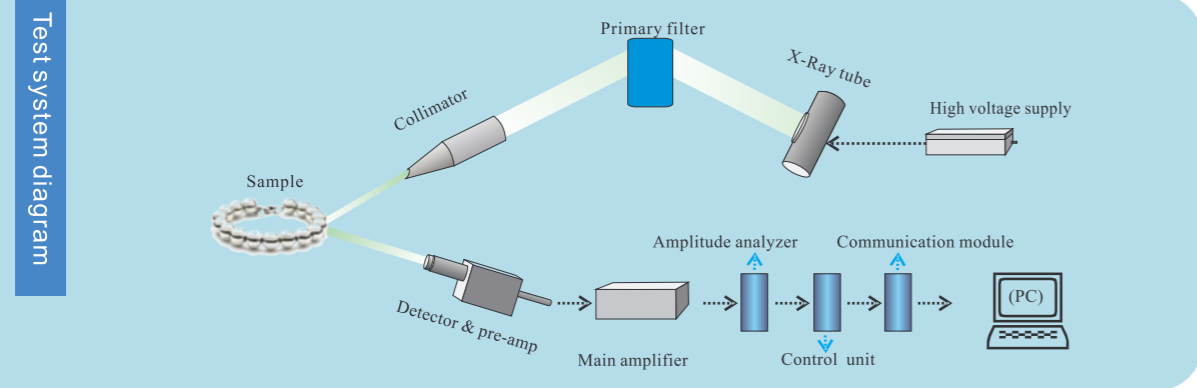 Test system diagram
Primary filter
X-Ray tube
Collimator
High voltage supply
Sample
Amplitude analyzer
Communication module
(PC)
Detector & pre-amp
Main amplifier
Control unit